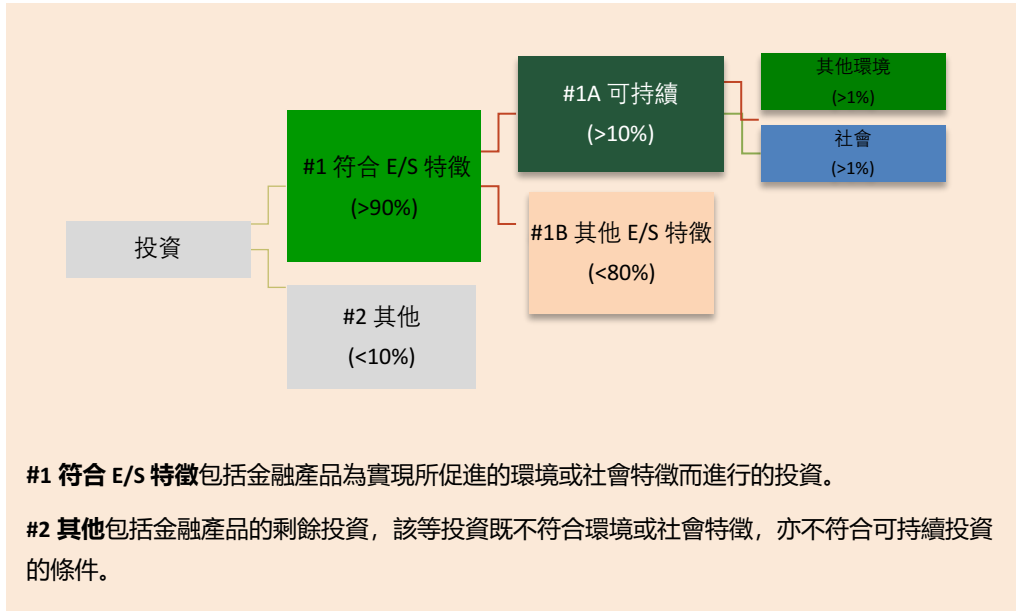 其他環境
(>1%)
#1A 可持續
(>10%)
社會
(>1%)
#1 符合 E/S 特徵
(>90%)
#1B 其他 E/S 特徵
(<80%)
投資
#2 其他
(<10%)
#1 符合 E/S 特徵包括金融產品為實現所促進的環境或社會特徵而進行的投資。
#2 其他包括金融產品的剩餘投資，該等投資既不符合環境或社會特徵，亦不符合可持續投資
的條件。